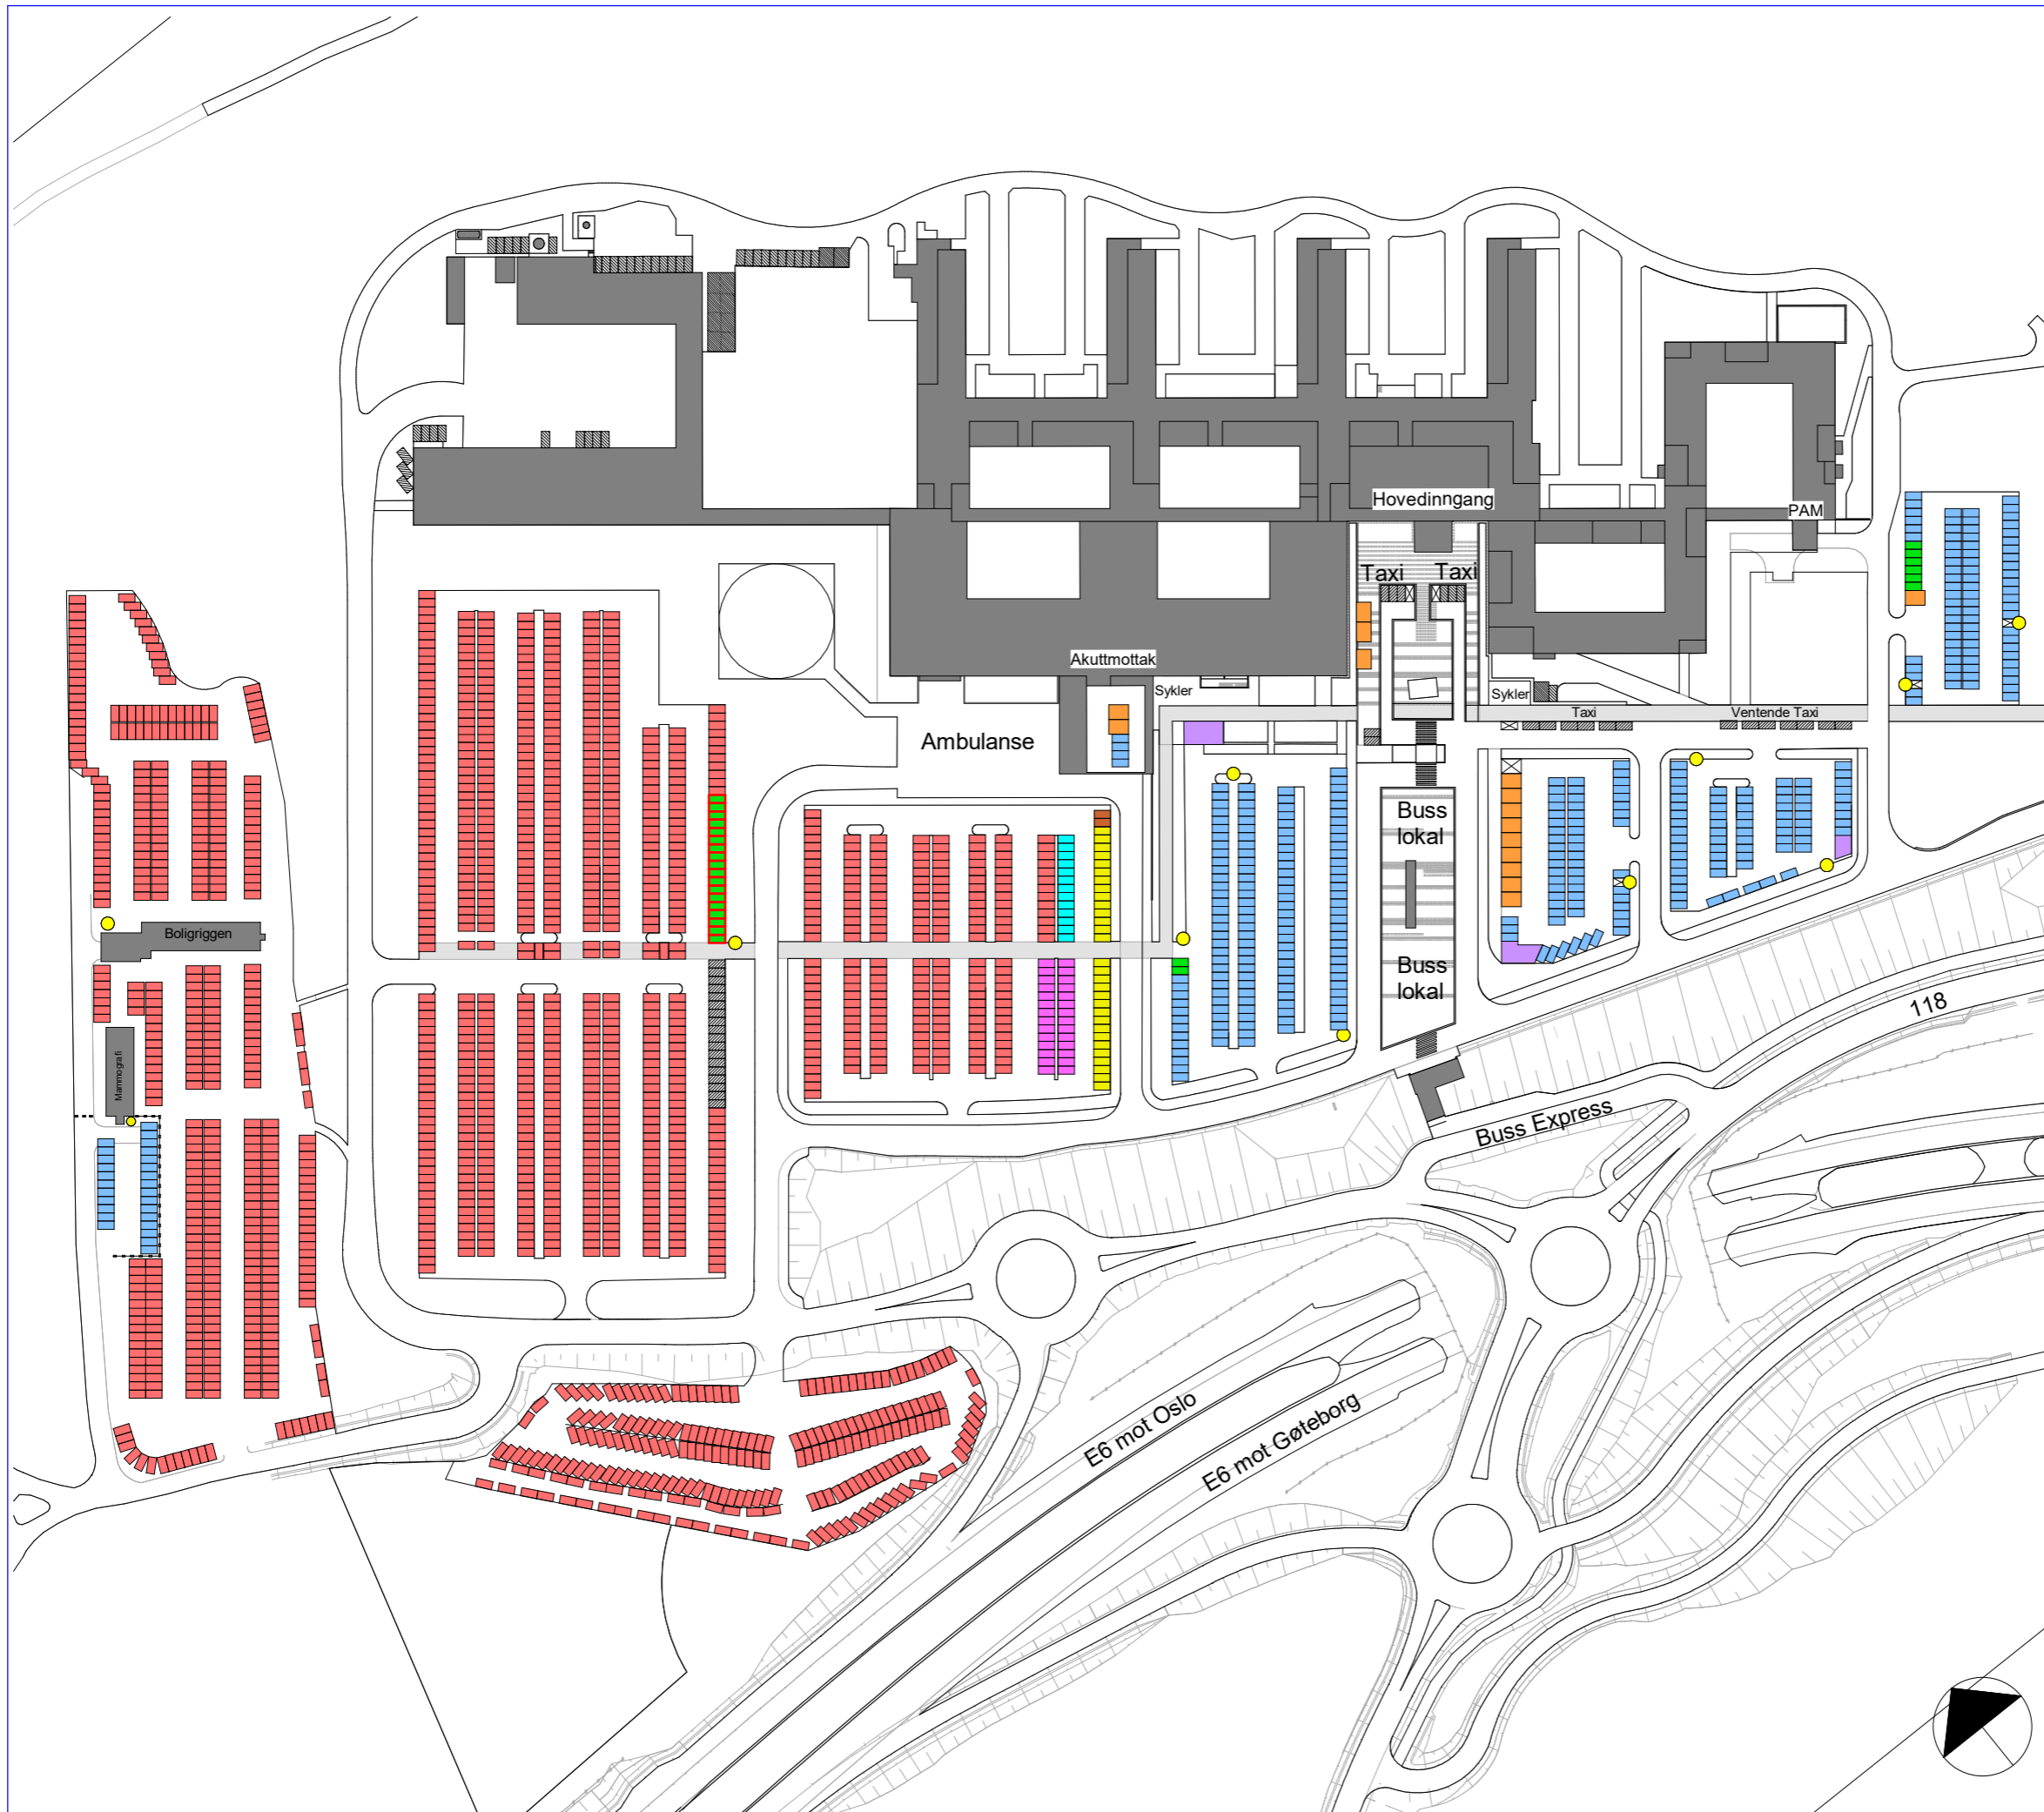 Hovedinngang
PAM
Taxi
Taxi
Akuttmottak
Sykler
Sykler
Taxi
Ventende Taxi
Ambulanse
Buss
lokal
Boligriggen
Buss
lokal
118
Mammografi
Buss Express
E6 mot Oslo
E6 mot Gøteborg